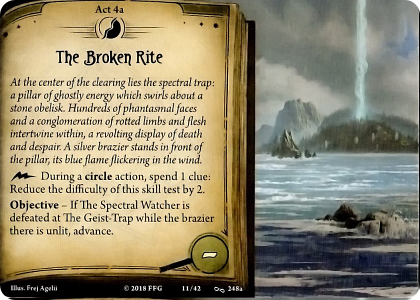 Act 4a
The Broken Rite
At the center of the clearing lies the spectral trap:
a pillar of ghostly energy which swirls about a
stone obelisk. Hundreds of phantasmal faces
and a conglomeration of rotted limbs and flesh
intertwine within, a revolting display of death
and despair. A silver brazier stands in front of
the pillar, its blue flame flickering in the wind.
During a circle action, spend 1 clue:
Reduce the difficulty of this skill test by 2.
Objective – If The Spectral Watcher is
defeated at The Geist-Trap while the brazier
there is unlit, advance.
–
Illus. Frej Agelii © 2018 FFG 11/42 248a